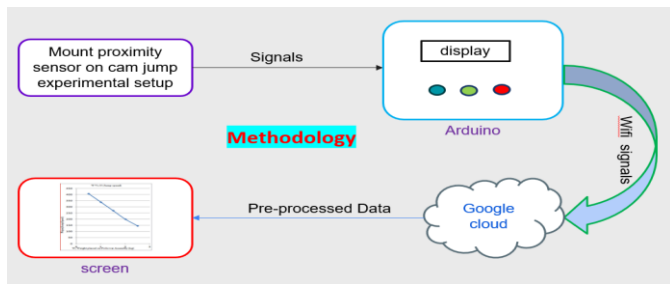 Mount proximity
sensor on cam jump
experimental setup
Signals
display
Arduino
Wifi signals
Methodology
Google
cloud
Pre-processed Data
screen